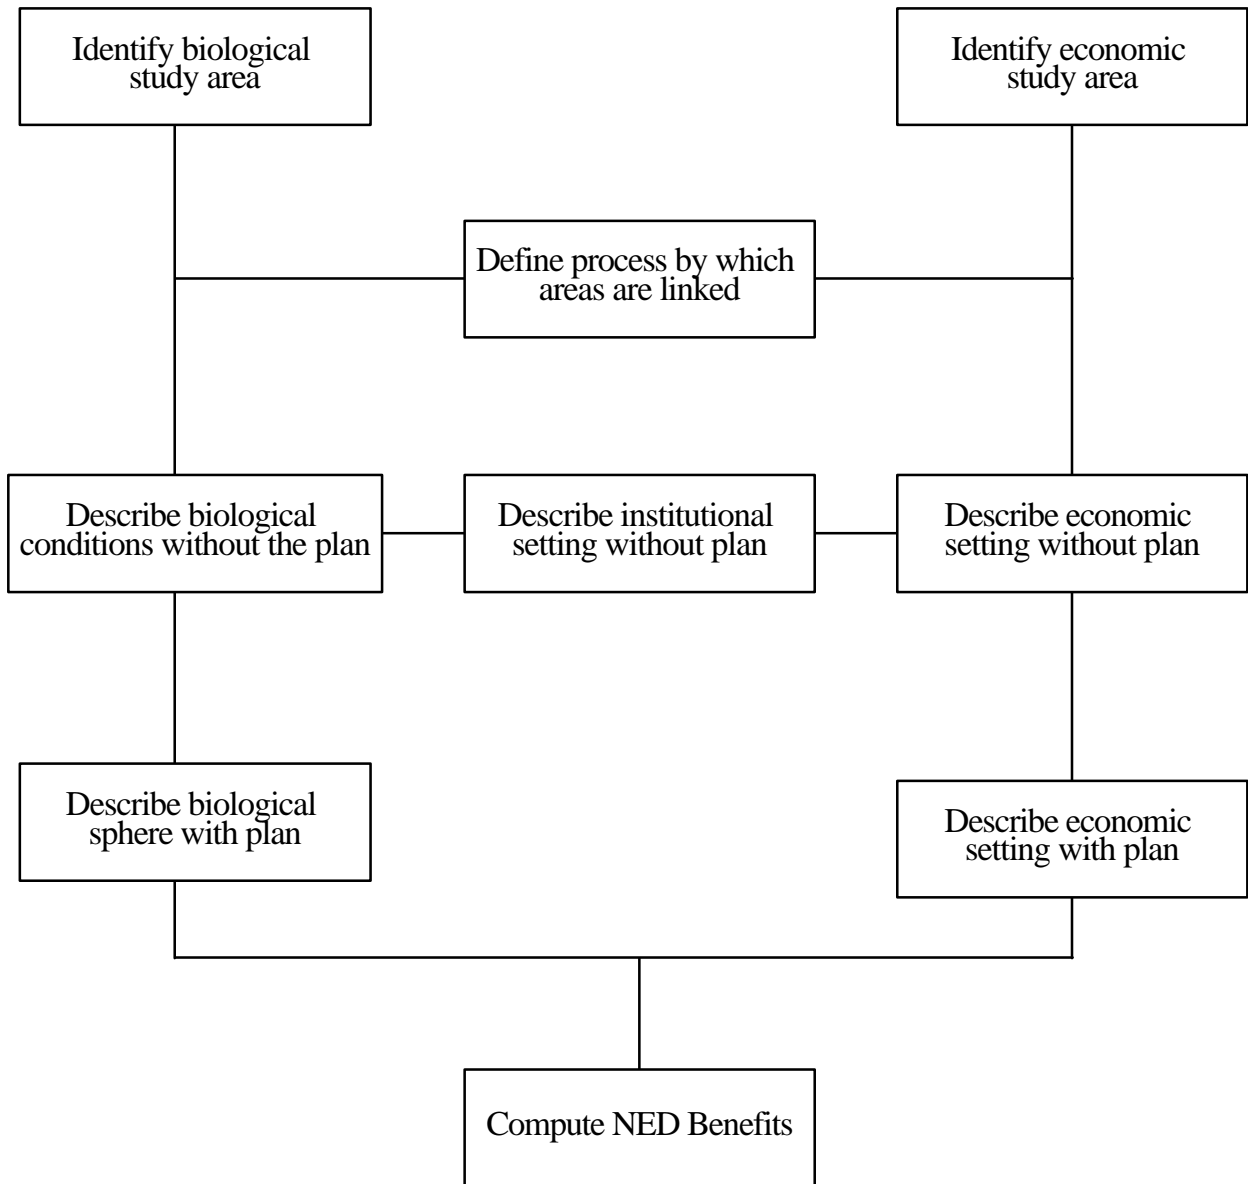 Identify biological
study area
Identify economic
study area
Define process by which
areas are linked
Describe biological
conditions without the plan
Describe institutional
setting without plan
Describe economic
setting without plan
Describe biological
sphere with plan
Describe economic
setting with plan
Compute NED Benefits